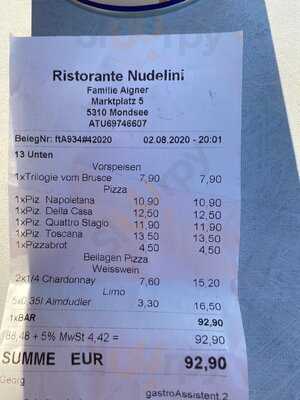 Ristorante Nudelini
Familie Aigner
Marktplatz 5
5310 Mondsee
ATU69746607
BelegNr: ftA934#42020 02.08.2020 - 20:01
13 Unten
Vorspeisen
1xTrilogie vom Brusce 7,90 7,90
Pizza
1xPiz Napoletana 10,90 10,90
1xPiz. Della Casa 12,50 12,50
1xPiz. Quattro Stagio 11,90 11,90
1xPiz. Toscana 13,50 13,50
1xPizzabrot 4,50 4,50
Beilagen Pizza
Weisswein
2x1/4 Chardonnay 7,60 15,20
Limo
5x0,35l Almdudler 3,30 16,50
1xBAR 92,90
88,48 + 5% MwSt 4,42 = 92,90
SUMME EUR 92,90
Georg
gastroAssistent.2